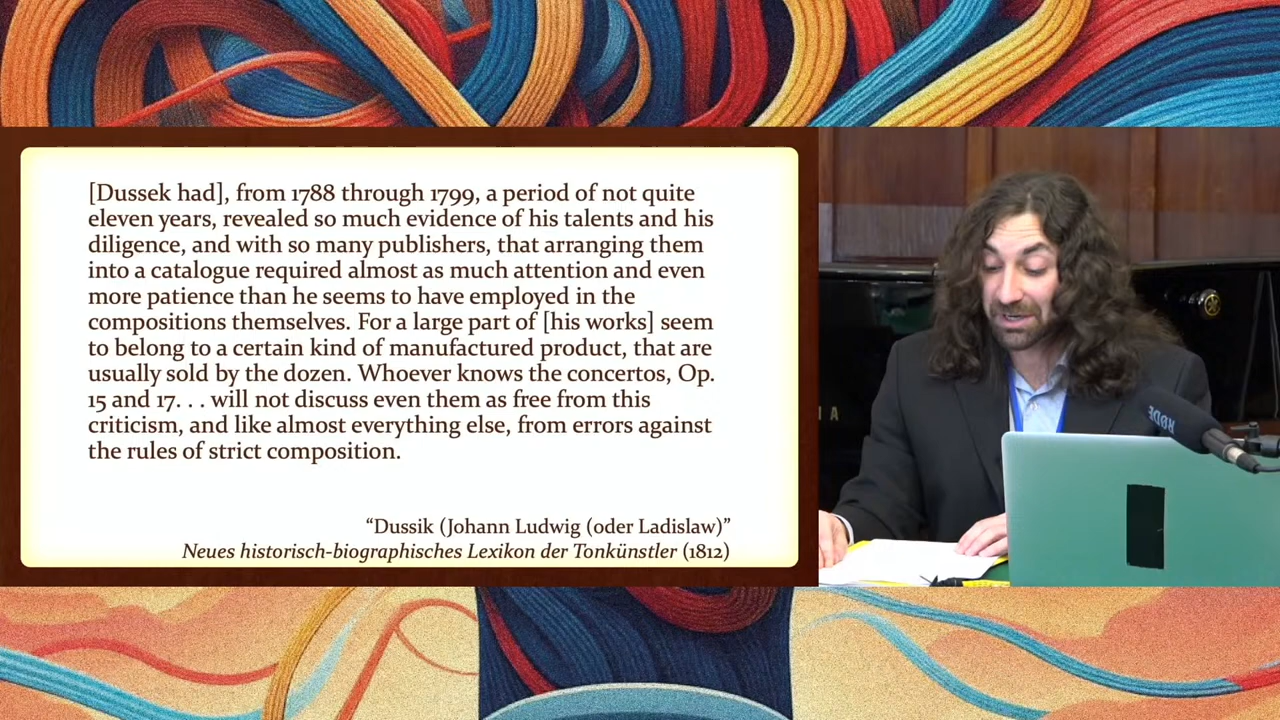 [Dussek had], from 1788 through 1799, a period of not quite
eleven years, revealed so much evidence of his talents and his
diligence, and with so many publishers, that arranging them
into a catalogue required almost as much attention and even
more patience than he seems to have employed in the
compositions themselves. For a large part of [his works] seem
to belong to a certain kind of manufactured product, that are
usually sold by the dozen. Whoever knows the concertos, Op.
15 and 17. . . will not discuss even them as free from this
criticism, and like almost everything else, from errors against
the rules of strict composition.
“Dussik (Johann Ludwig (oder Ladislaw)”
Neues historisch-biographisches Lexikon der Tonkünstler (1812)
I A
RØDE